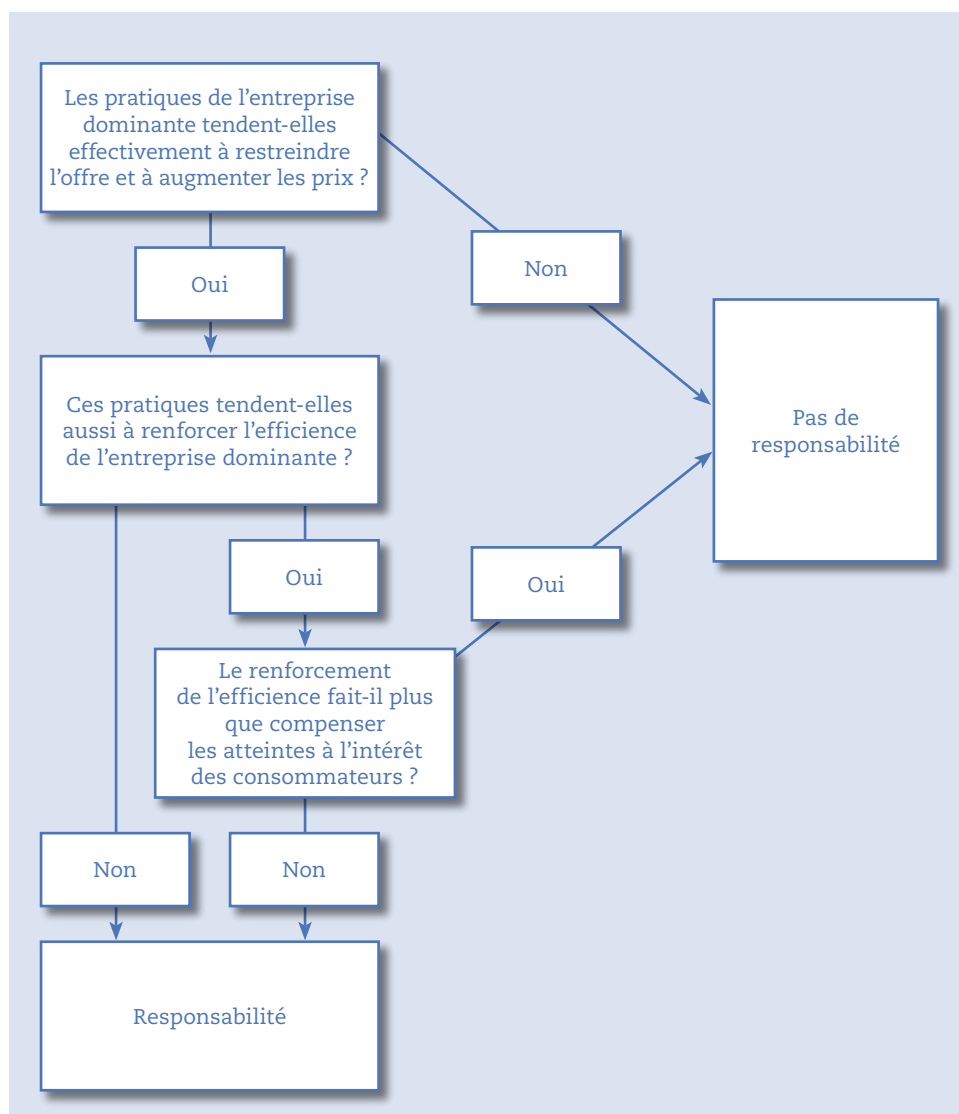 Les pratiques de l’entreprise
dominante tendent-elles
effectivement à restreindre
l’offre et à augmenter les prix ?
Non
Oui
Ces pratiques tendent-elles
aussi à renforcer l’efficience
de l’entreprise dominante ?
Pas de
responsabilité
Oui
Oui
Le renforcement
de l’efficience fait-il plus
que compenser
les atteintes à l’intérêt
des consommateurs ?
Non
Non
Responsabilité